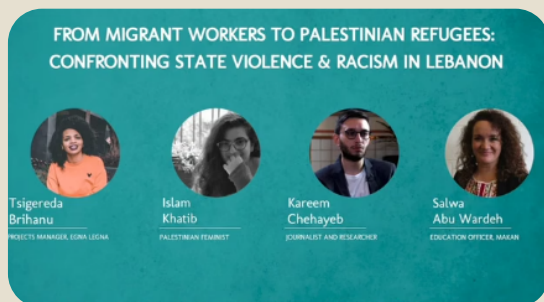 FROM MIGRANT WORKERS TO PALESTINIAN REFUGEES:
CONFRONTING STATE VIOLENCE & RACISM IN LEBANON
Tsigereda
Brihanu
PROJECTS MANAGER, EGNA LEGNA
Islam
Khatib
PALESTINIAN FEMINIST
Kareem
Chehayeb
JOURNALIST AND RESEARCHER
Salwa
Abu Wardeh
EDUCATION OFFICER, MAKAN